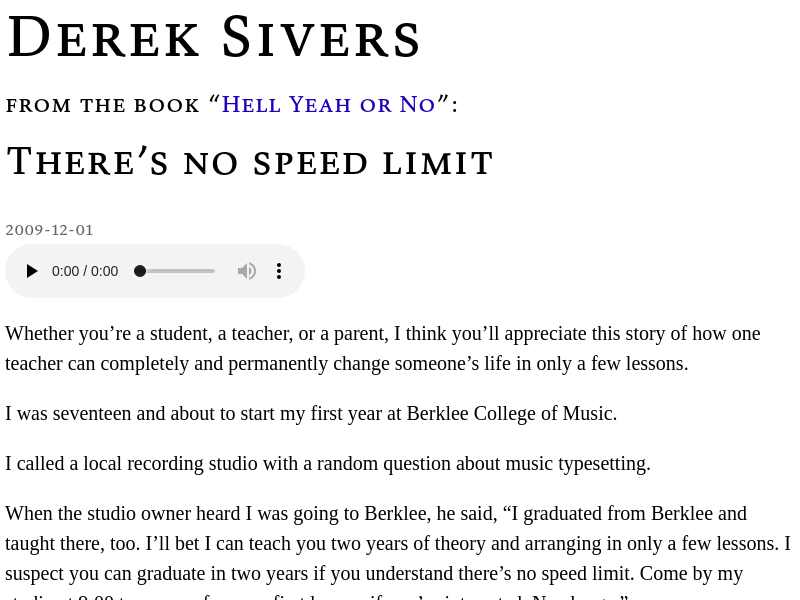 Derek Sivers
from the book “Hell Yeah or No”:
There’s no speed limit
2009-12-01
0:00 / 0:00
Whether you’re a student, a teacher, or a parent, I think you’ll appreciate this story of how one
teacher can completely and permanently change someone’s life in only a few lessons.
I was seventeen and about to start my first year at Berklee College of Music.
I called a local recording studio with a random question about music typesetting.
When the studio owner heard I was going to Berklee, he said, “I graduated from Berklee and
taught there, too. I’ll bet I can teach you two years of theory and arranging in only a few lessons. I
suspect you can graduate in two years if you understand there’s no speed limit. Come by my